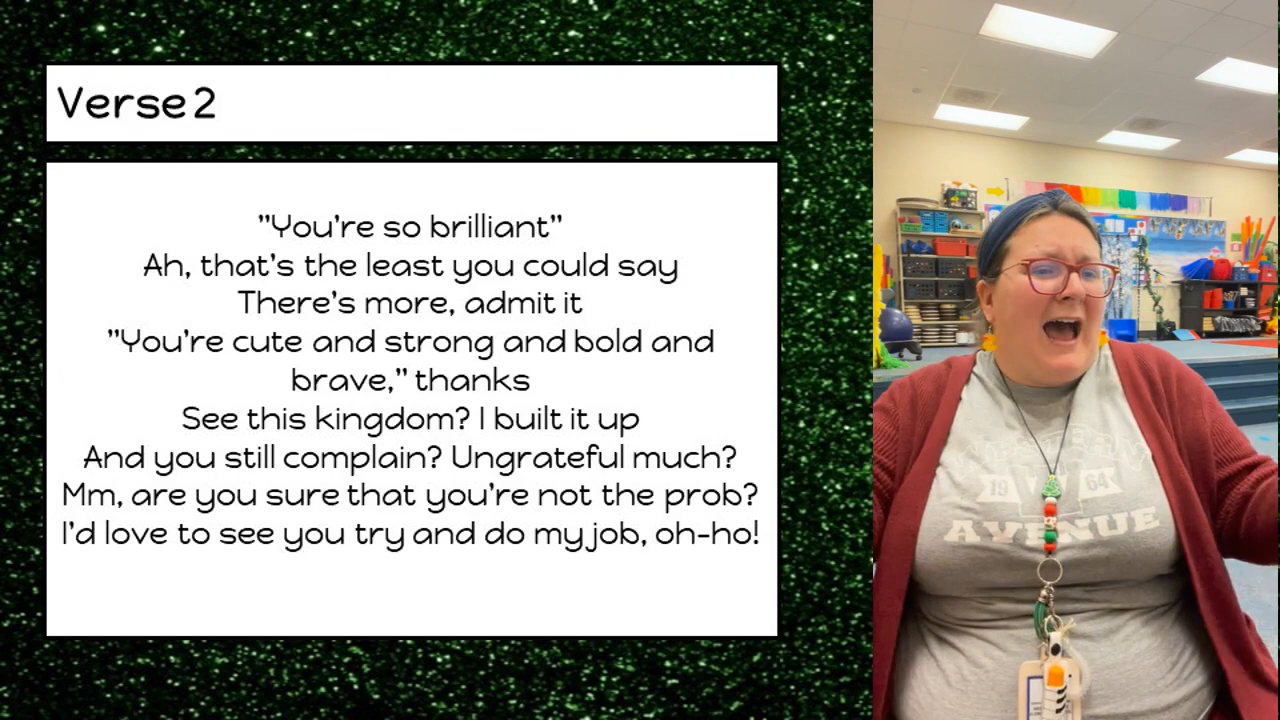 Verse 2
"You're so brilliant"
Ah, that's the least you could say
There's more, admit it
"You're cute and strong and bold and
brave," thanks
See this kingdom? I built it up
And you still complain? Ungrateful much?
Mm, are you sure that you're not the prob?
I'd love to see you try and do my job, oh-ho!
19 64
AVENUE